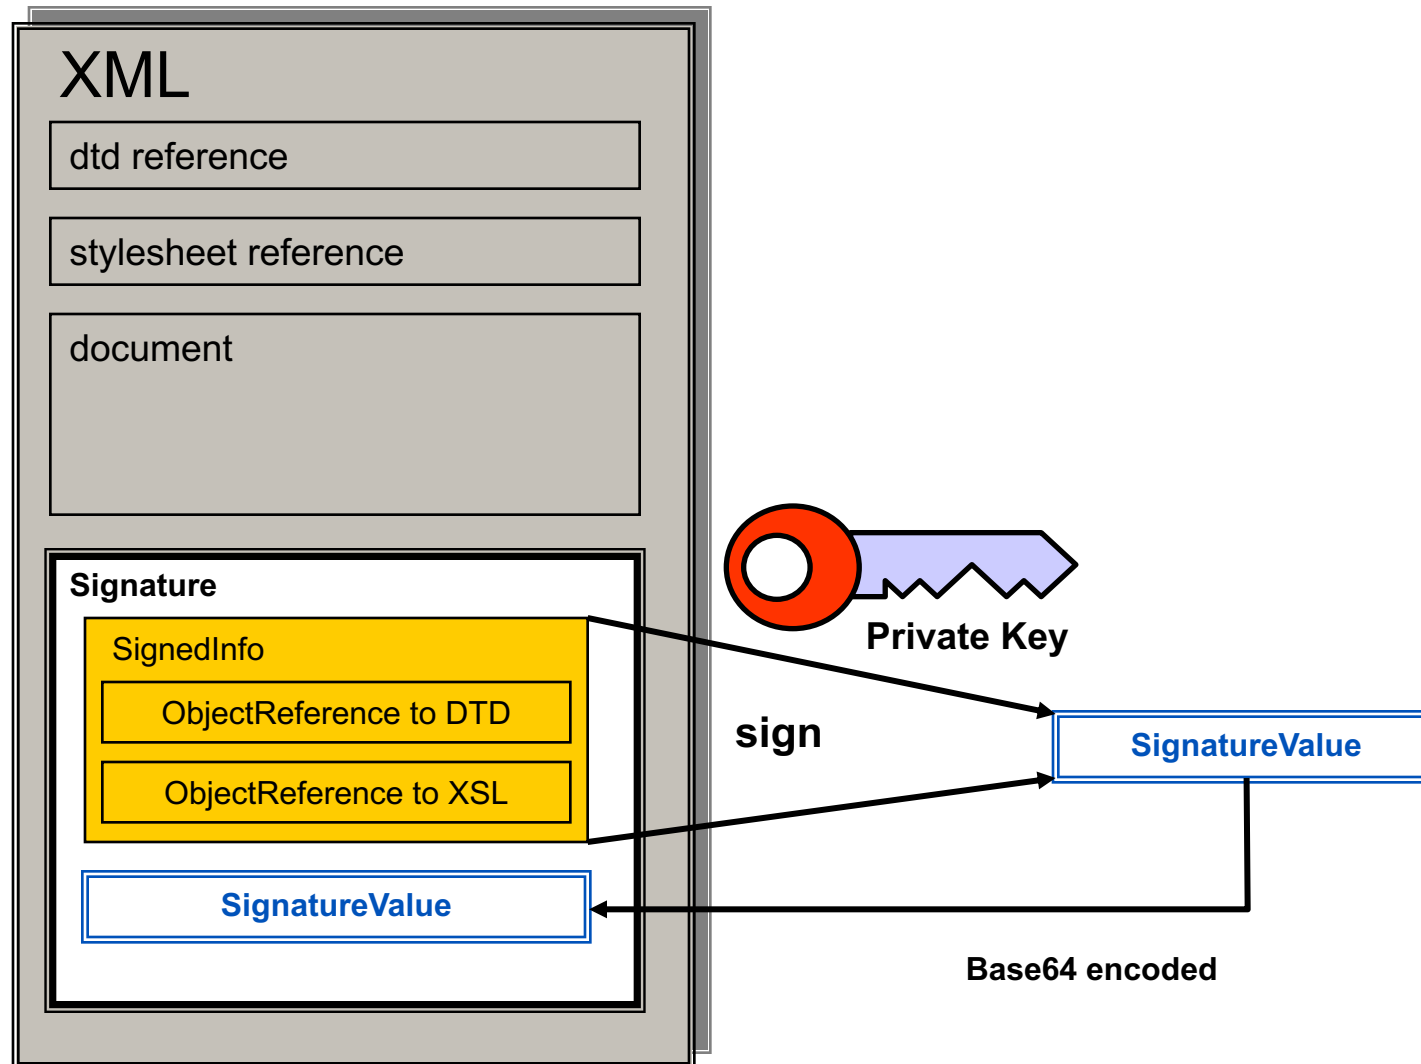 XML
dtd reference
stylesheet reference
document
Signature
SignedInfo
ObjectReference to DTD
ObjectReference to XSL
SignatureValue
Private Key
sign
SignatureValue
Base64 encoded